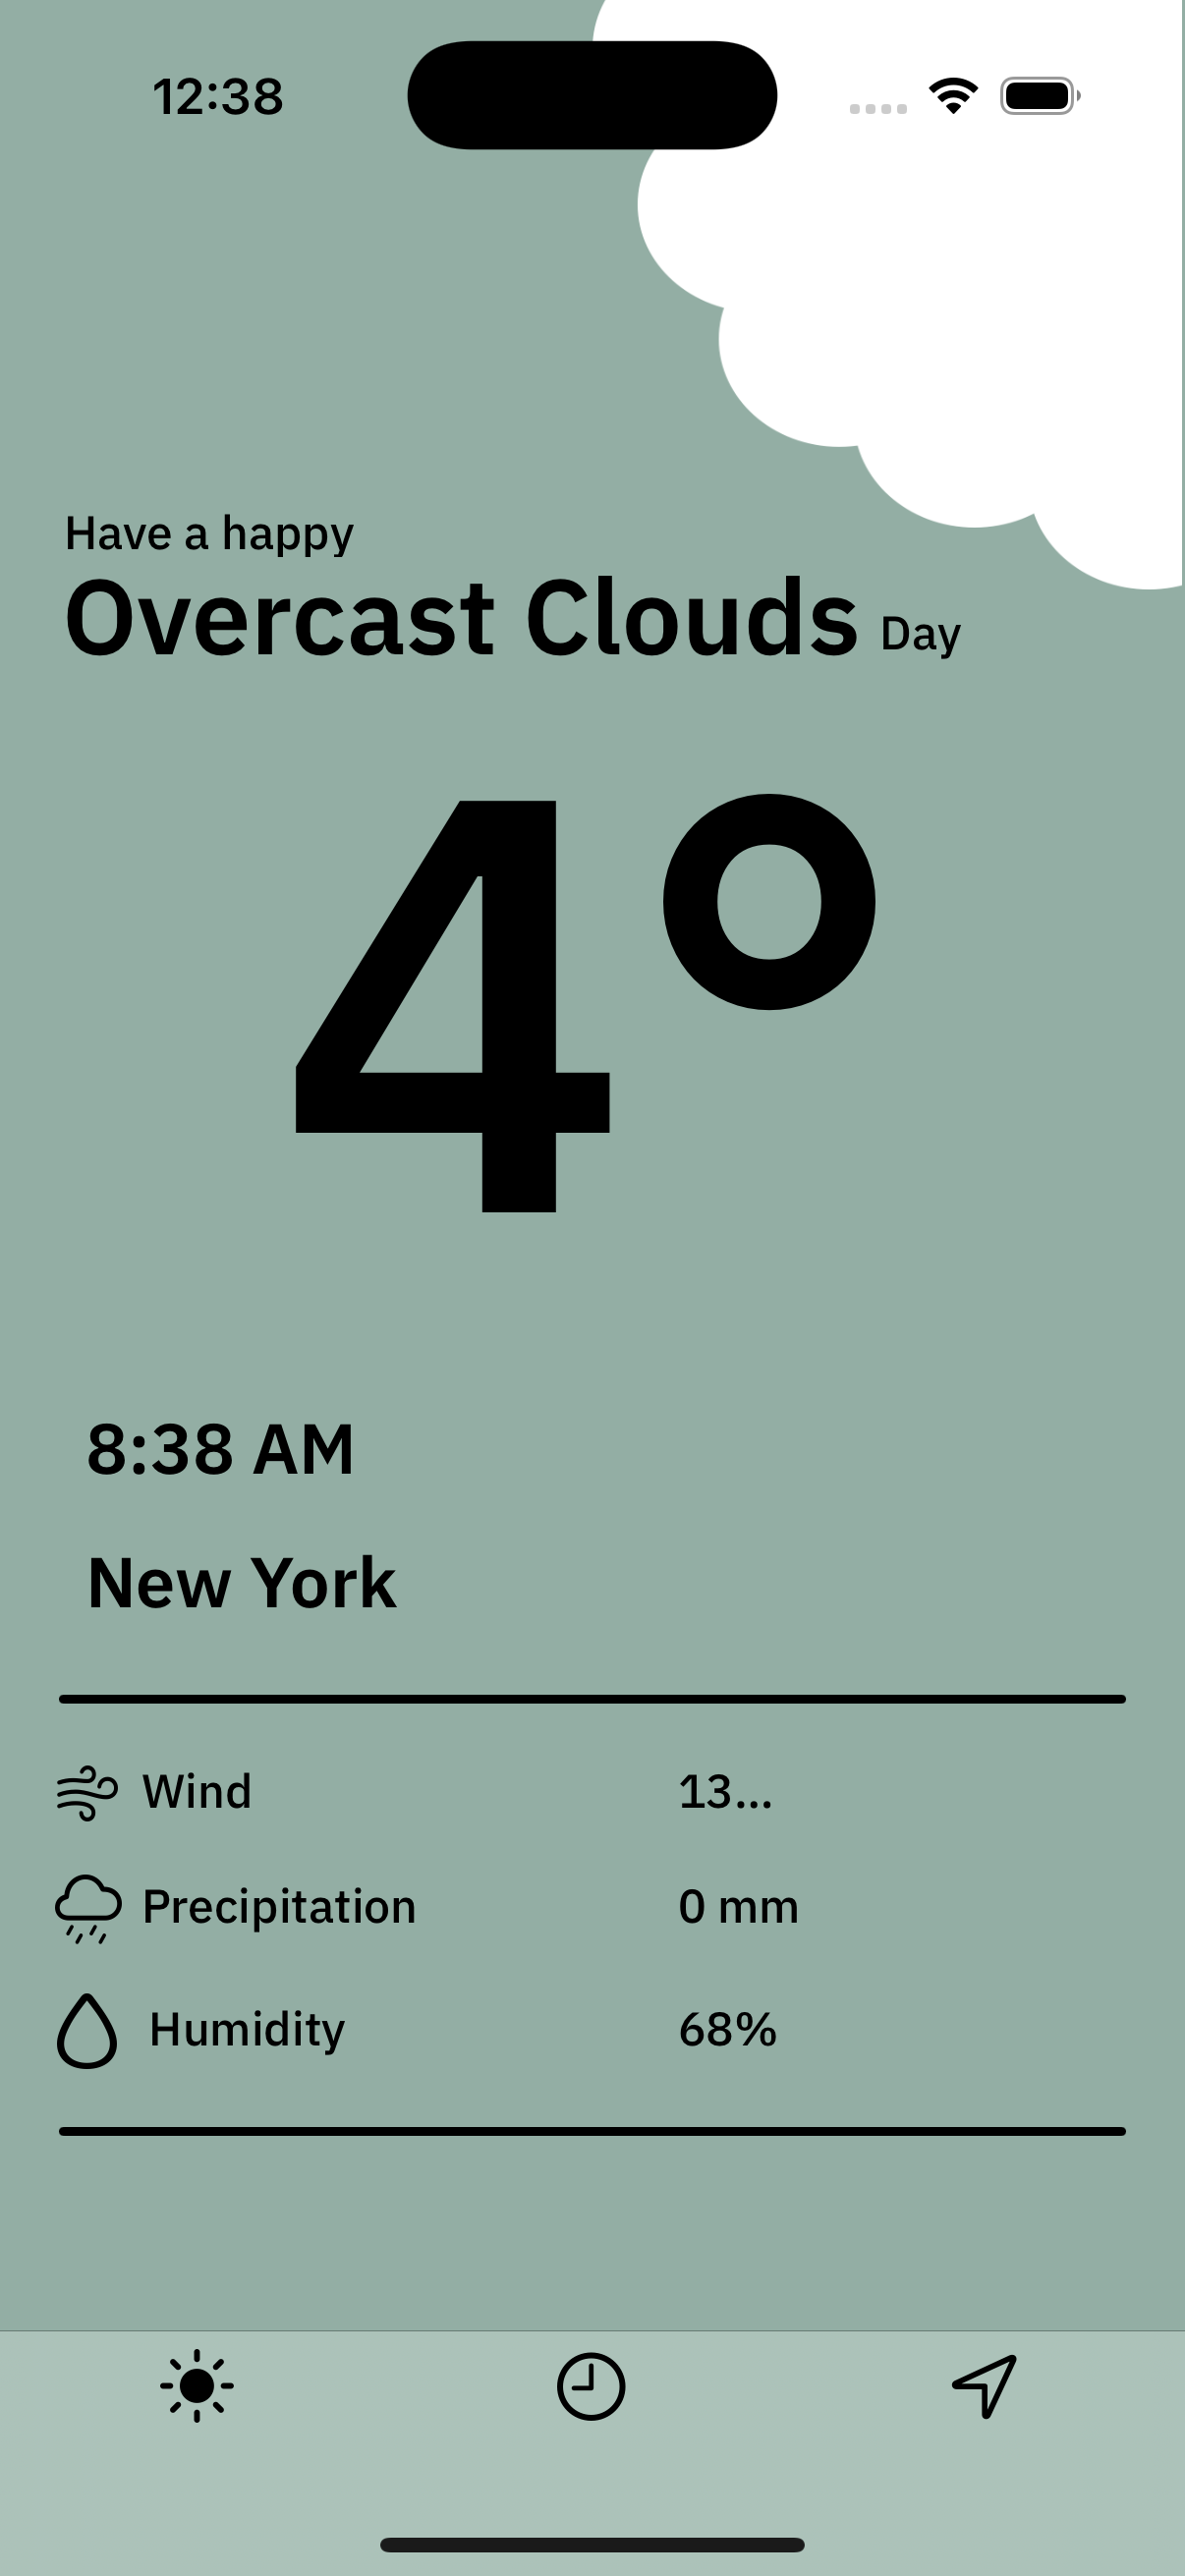 12:38
Have a happy
Overcast Clouds Day
4°
8:38 AM
New York
Wind 13...
Precipitation 0 mm
Humidity 68%